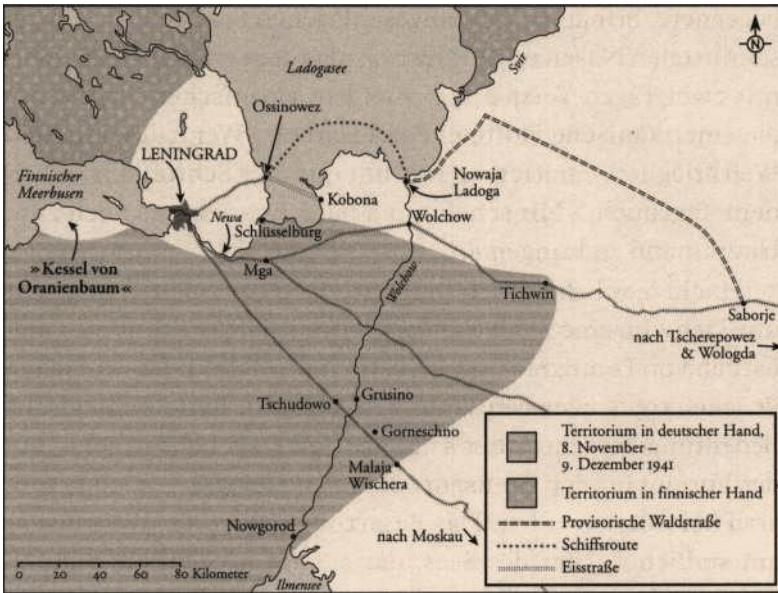 N
Ladogasee
Swir
Ossinowez
LENINGRAD
Finnischer
Meerbusen
Newa
Kobona
Nowaja
Ladoga
Schlüsselburg
Wolchow
»Kessel von
Oranienbaum«
Mga
Wolchow
Tichwin
Saborje
nach Tscherepowez
& Wologda
Grusino
Tschudowo
Gorneschno
Malaja
Wischera
Nowgorod
nach Moskau
Ilmensee
0 20 40 60 80 Kilometer
Territorium in deutscher Hand,
8. November –
9. Dezember 1941
Territorium in finnischer Hand
Provisorische Waldstraße
Schiffsroute
Eisstraße